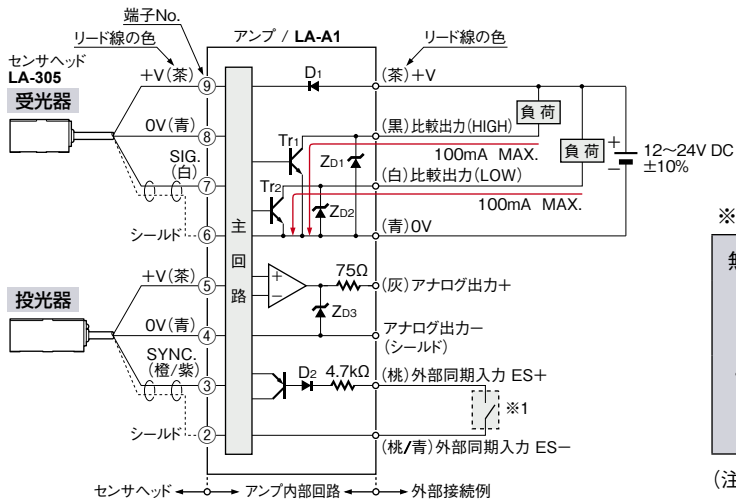 端子No.
リード線の色
アンプ / LA-A1
リード線の色
センサヘッド
LA-305
受光器
+V(茶)
⑨
D1
(茶)+V
0V(青)
⑧
Tr1
(黒)比較出力(HIGH)
負荷
ZD1
100mA MAX.
負荷
+
−
12〜24V DC
±10%
SIG.
(白)
⑦
Tr2
(白)比較出力(LOW)
ZD2
100mA MAX.
シールド
⑥
(青)0V
主回路
投光器
+V(茶)
⑤
+
−
75Ω
(灰)アナログ出力+
ZD3
0V(青)
④
アナログ出力−
(シールド)
SYNC.
(橙/紫)
③
D2
4.7kΩ
(桃)外部同期入力 ES+
※1
シールド
②
(桃/青)外部同期入力 ES−
センサヘッド
アンプ内部回路
外部接続例
※
(注